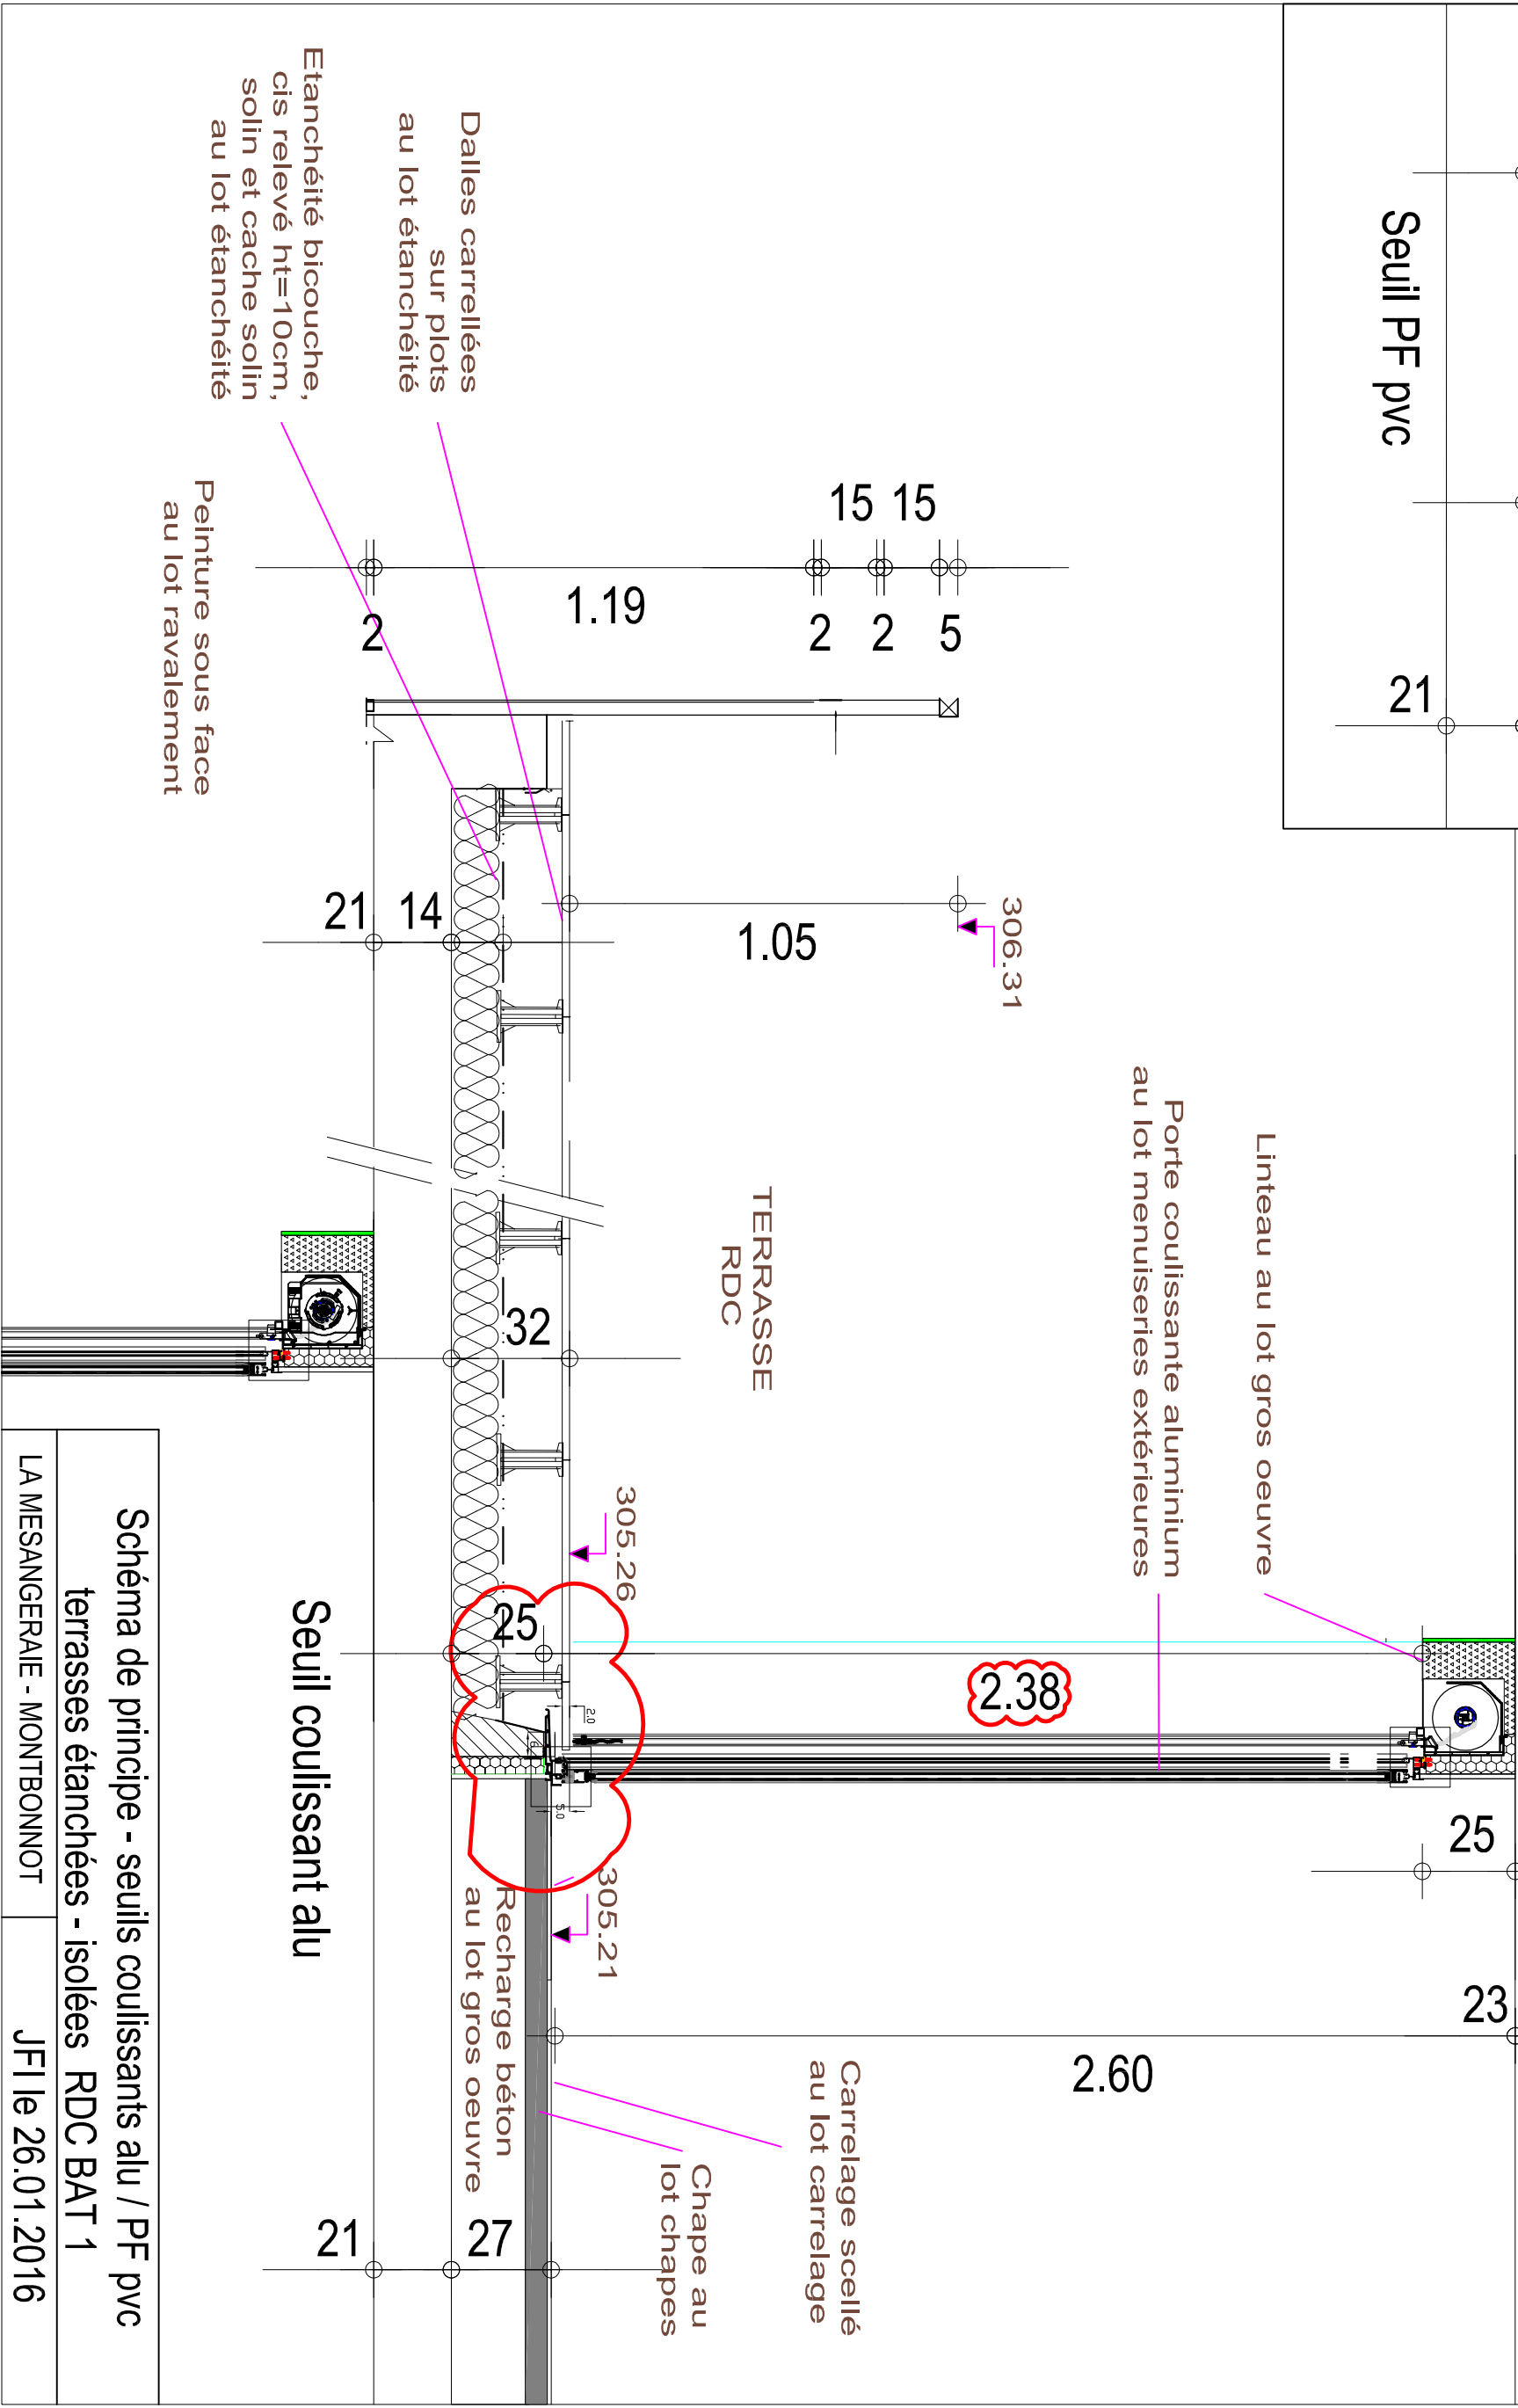 Seuil PF pvc
21
306.31
1.05
15 15
1.19
2
2
2
5
Linteau au lot gros oeuvre
Porte coulissante aluminium
au lot menuiseries extérieures
TERRASSE
RDC
Dalles carrellées
sur plots
au lot étanchéité
Etanchéité bicouche,
cis relevé ht=10cm,
solin et cache solin
au lot étanchéité
Peinture sous face
au lot ravalement
21
14
32
305.26
25
2.38
2.0
5.0
25
23
2.60
305.21
Recharge béton
au lot gros oeuvre
Carrelage scellé
au lot carrelage
Chape au
lot chapes
27
21
Seuil coulissant alu
Schéma de principe - seuils coulissants alu / PF pvc
terrasses étanchées - isolées RDC BAT 1
LA MESANGERAIE - MONTBONNOT
JFI le 26.01.2016